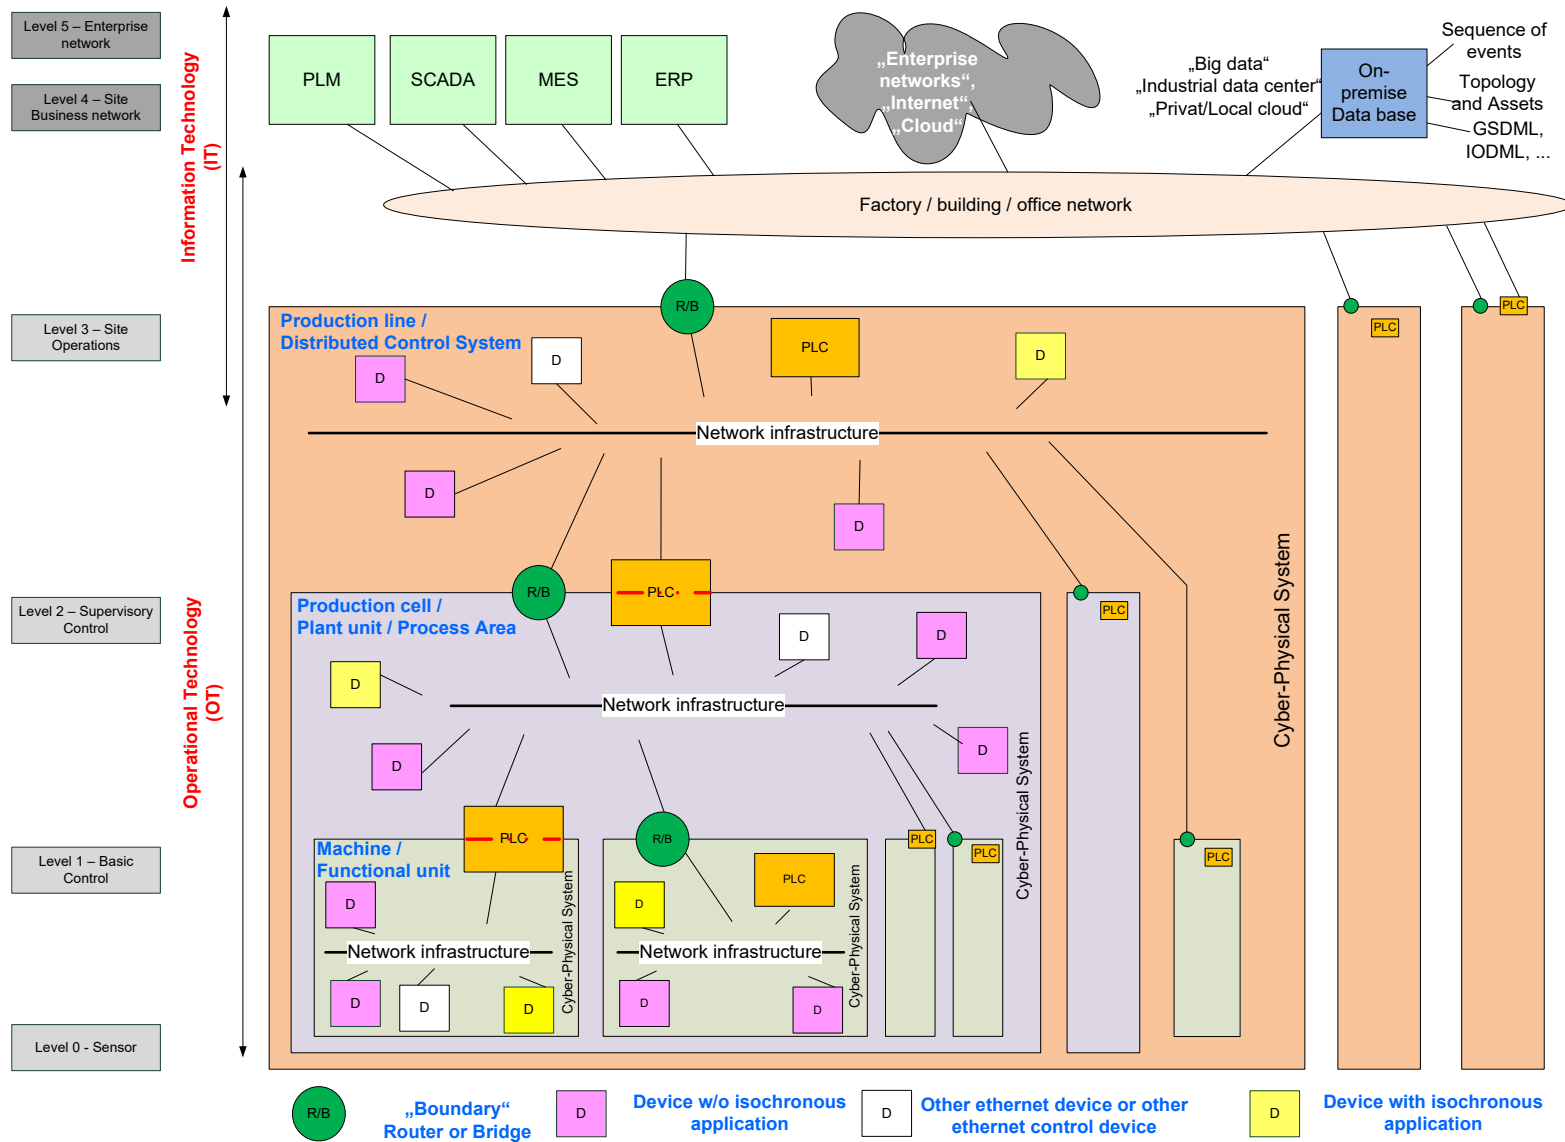 Level 5 – Enterprise
network
Level 4 – Site
Business network
Level 3 – Site
Operations
Level 2 – Supervisory
Control
Level 1 – Basic
Control
Level 0 - Sensor
Information Technology
(IT)
Operational Technology
(OT)
PLM
SCADA
MES
ERP
„Enterprise
networks“,
„Internet“,
„Cloud“
„Big data“
„Industrial data center“
„Privat/Local cloud“
On-
premise
Data base
Sequence of
events
Topology
and Assets
GSDML,
IODML, ...
Factory / building / office network
R/B
Production line /
Distributed Control System
D
D
PLC
D
Network infrastructure
D
D
PLC
PLC
Cyber-Physical System
R/B
PLC
Production cell /
Plant unit / Process Area
D
D
D
Network infrastructure
D
D
Cyber-Physical System
PLC
PLC
Machine /
Functional unit
D
Network infrastructure
D
D
D
Cyber-Physical System
R/B
PLC
D
Network infrastructure
D
D
Cyber-Physical System
PLC
PLC
PLC
R/B
„Boundary“
Router or Bridge
D
Device w/o isochronous
application
D
Other ethernet device or other
ethernet control device
D
Device with isochronous
application